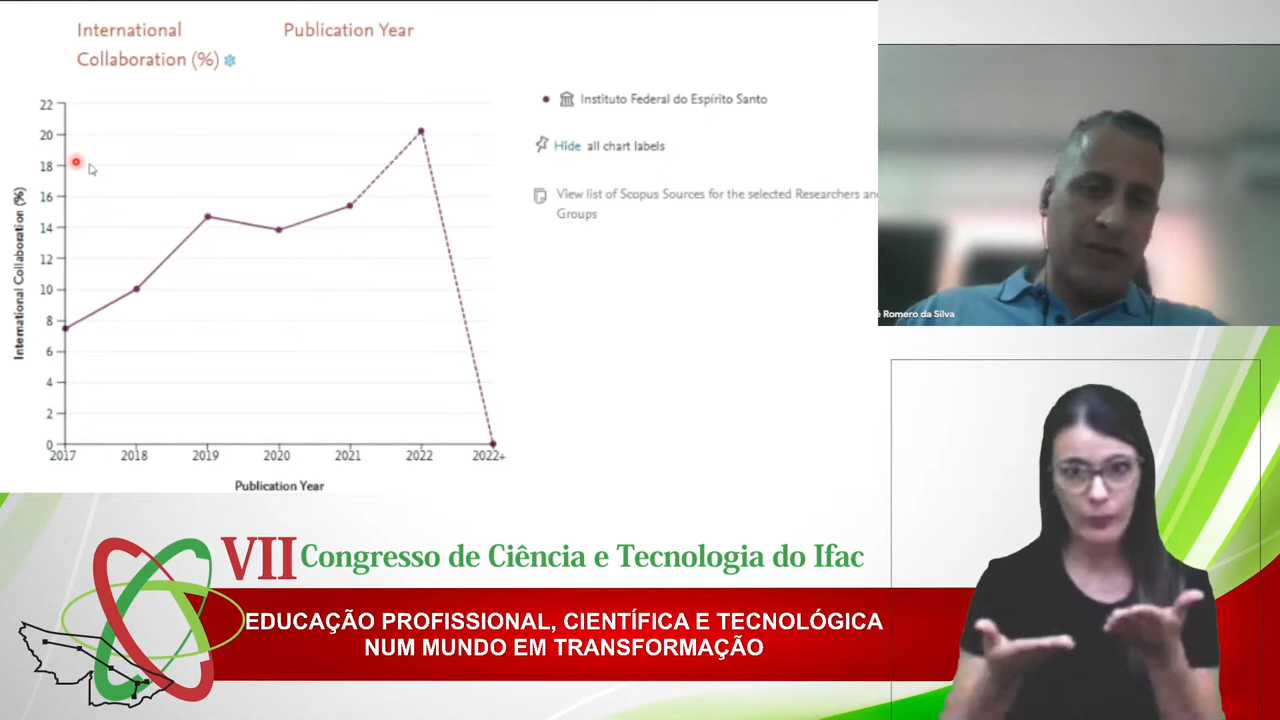 International
Collaboration (%)
Publication Year
International Collaboration (%)
22
20
18
16
14
12
10
8
6
4
2
0
2017 2018 2019 2020 2021 2022 2022+
Publication Year
Instituto Federal do Espírito Santo
Hide all chart labels
View list of Scopus Sources for the selected Researchers and
Groups
é Romero da Silva
VII Congresso de Ciência e Tecnologia do Ifac
EDUCAÇÃO PROFISSIONAL, CIENTÍFICA E TECNOLÓGICA
NUM MUNDO EM TRANSFORMAÇÃO